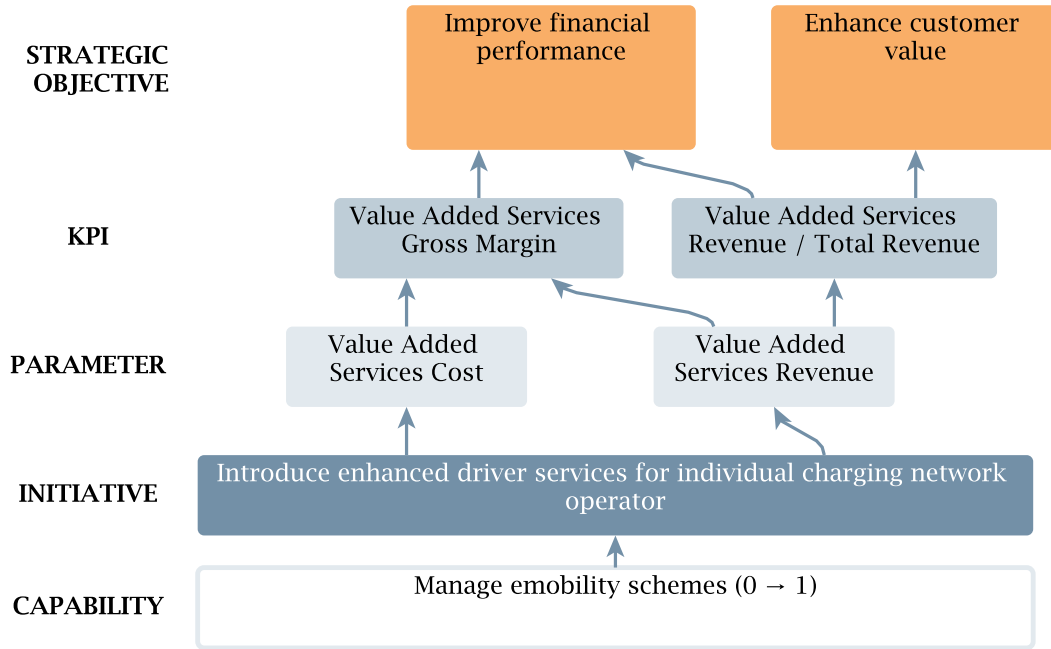 STRATEGIC
OBJECTIVE
Improve financial
performance
Enhance customer
value
KPI
Value Added Services
Gross Margin
Value Added Services
Revenue / Total Revenue
PARAMETER
Value Added
Services Cost
Value Added
Services Revenue
INITIATIVE
Introduce enhanced driver services for individual charging network
operator
CAPABILITY
Manage emobility schemes (0 → 1)